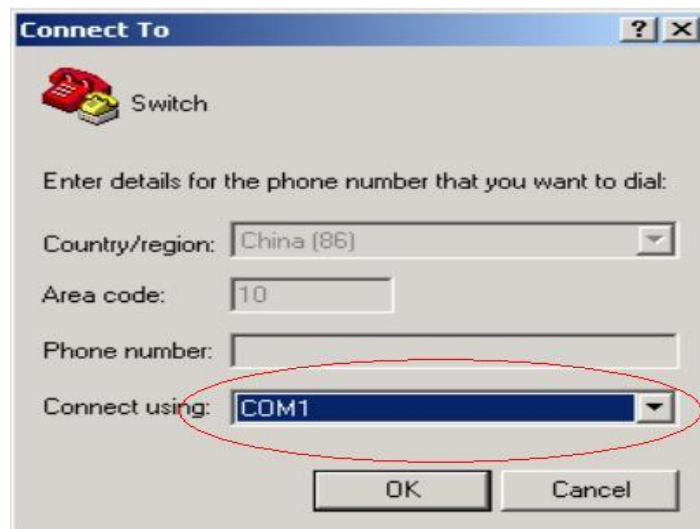 Connect To
Switch
Enter details for the phone number that you want to dial:
Country/region: China (86)
Area code: 10
Phone number:
Connect using: COM1
OK Cancel